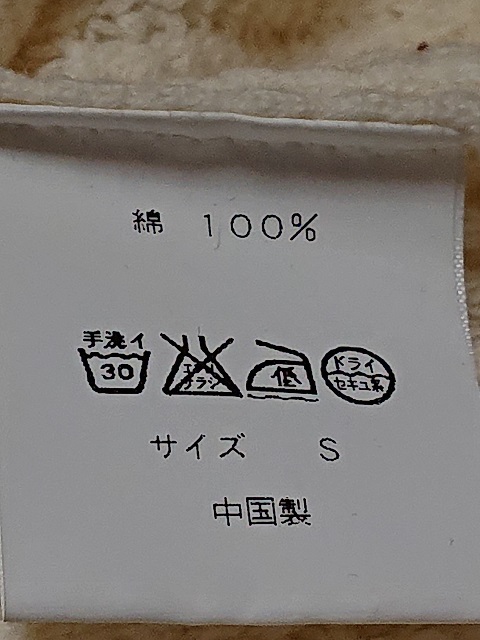 綿 100%
手洗イ
30
エンソ
サラシ
低
ドライ
セキユ系
サイズ S
中国製